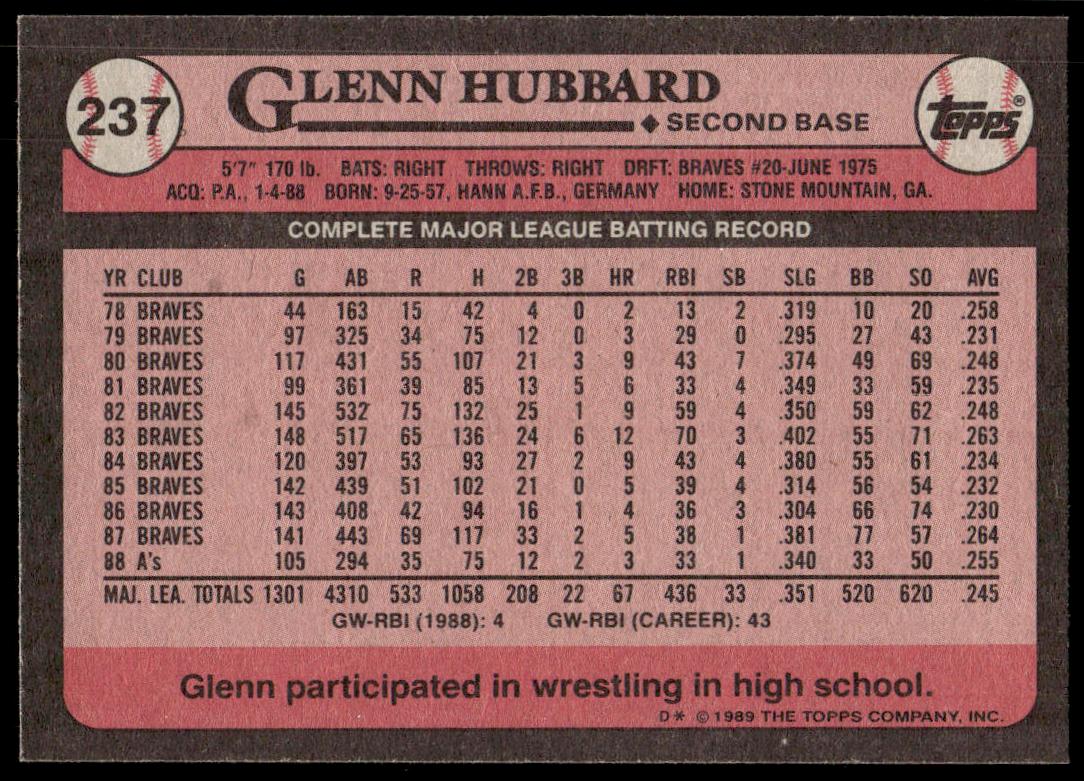 237
GLENN HUBBARD
◆ SECOND BASE
TOPPS®
5'7" 170 lb. BATS: RIGHT THROWS: RIGHT DRFT: BRAVES #20-JUNE 1975
ACQ: P.A., 1-4-88 BORN: 9-25-57, HANN A.F.B., GERMANY HOME: STONE MOUNTAIN, GA.
COMPLETE MAJOR LEAGUE BATTING RECORD
YR CLUB G AB R H 2B 3B HR RBI SB SLG BB SO AVG
78 BRAVES 44 163 15 42 4 0 2 13 2 .319 10 20 .258
79 BRAVES 97 325 34 75 12 0 3 29 0 .295 27 43 .231
80 BRAVES 117 431 55 107 21 3 9 43 7 .374 49 69 .248
81 BRAVES 99 361 39 85 13 5 6 33 4 .349 33 59 .235
82 BRAVES 145 532 75 132 25 1 9 59 4 .350 59 62 .248
83 BRAVES 148 517 65 136 24 6 12 70 3 .402 55 71 .263
84 BRAVES 120 397 53 93 27 2 9 43 4 .380 55 61 .234
85 BRAVES 142 439 51 102 21 0 5 39 4 .314 56 54 .232
86 BRAVES 143 408 42 94 16 1 4 36 3 .304 66 74 .230
87 BRAVES 141 443 69 117 33 2 5 38 1 .381 77 57 .264
88 A's 105 294 35 75 12 2 3 33 1 .340 33 50 .255
MAJ. LEA. TOTALS 1301 4310 533 1058 208 22 67 436 33 .351 520 620 .245
GW-RBI (1988): 4 GW-RBI (CAREER): 43
Glenn participated in wrestling in high school.
D* © 1989 THE TOPPS COMPANY, INC.